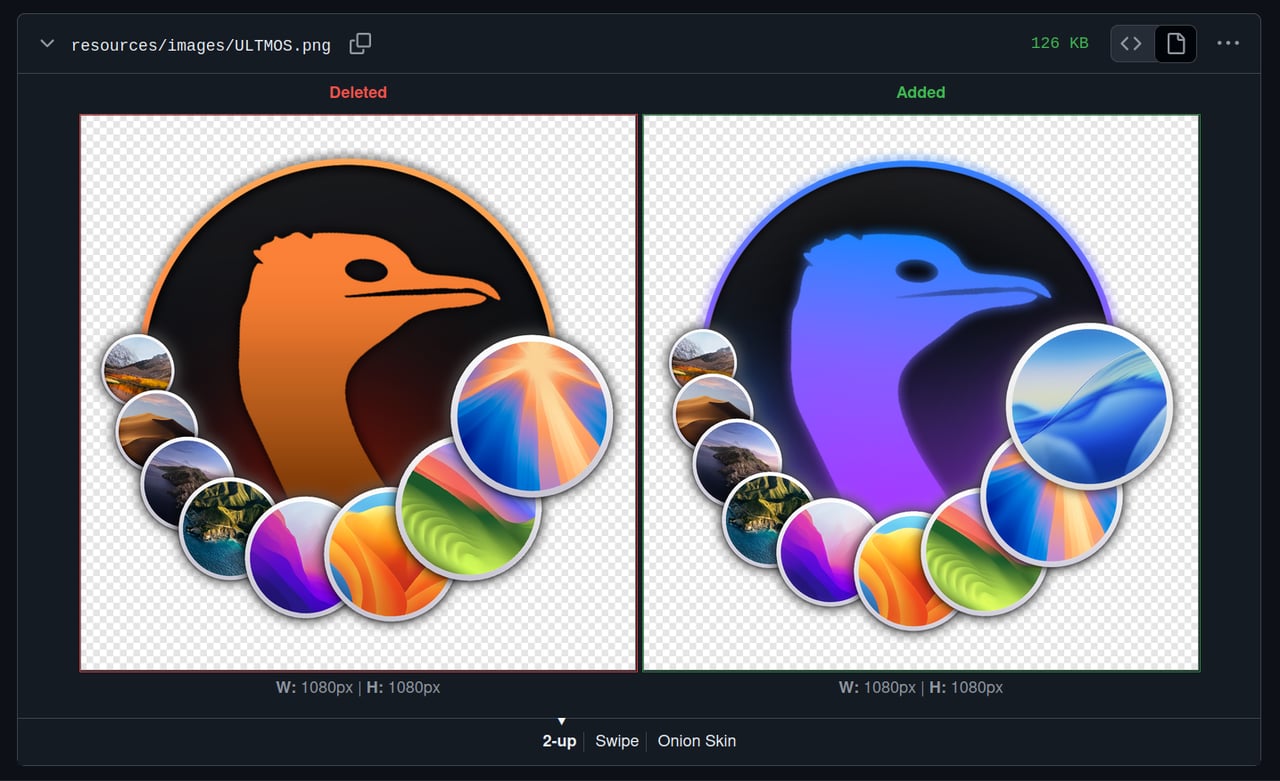 resources/images/ULTMOS.png
126 KB
Deleted
Added
W: 1080px | H: 1080px
W: 1080px | H: 1080px
2-up
Swipe
Onion Skin